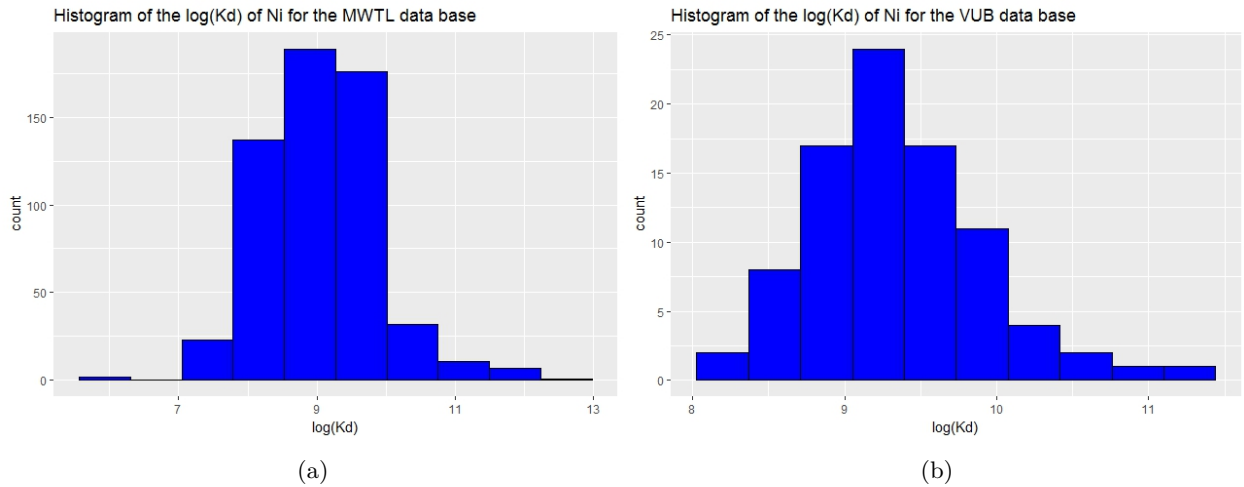 Histogram of the log(Kd) of Ni for the MWTL data base
150
100
50
0
count
7 9 11 13
log(Kd)
(a)
Histogram of the log(Kd) of Ni for the VUB data base
25
20
15
10
5
0
count
8 9 10 11
log(Kd)
(b)